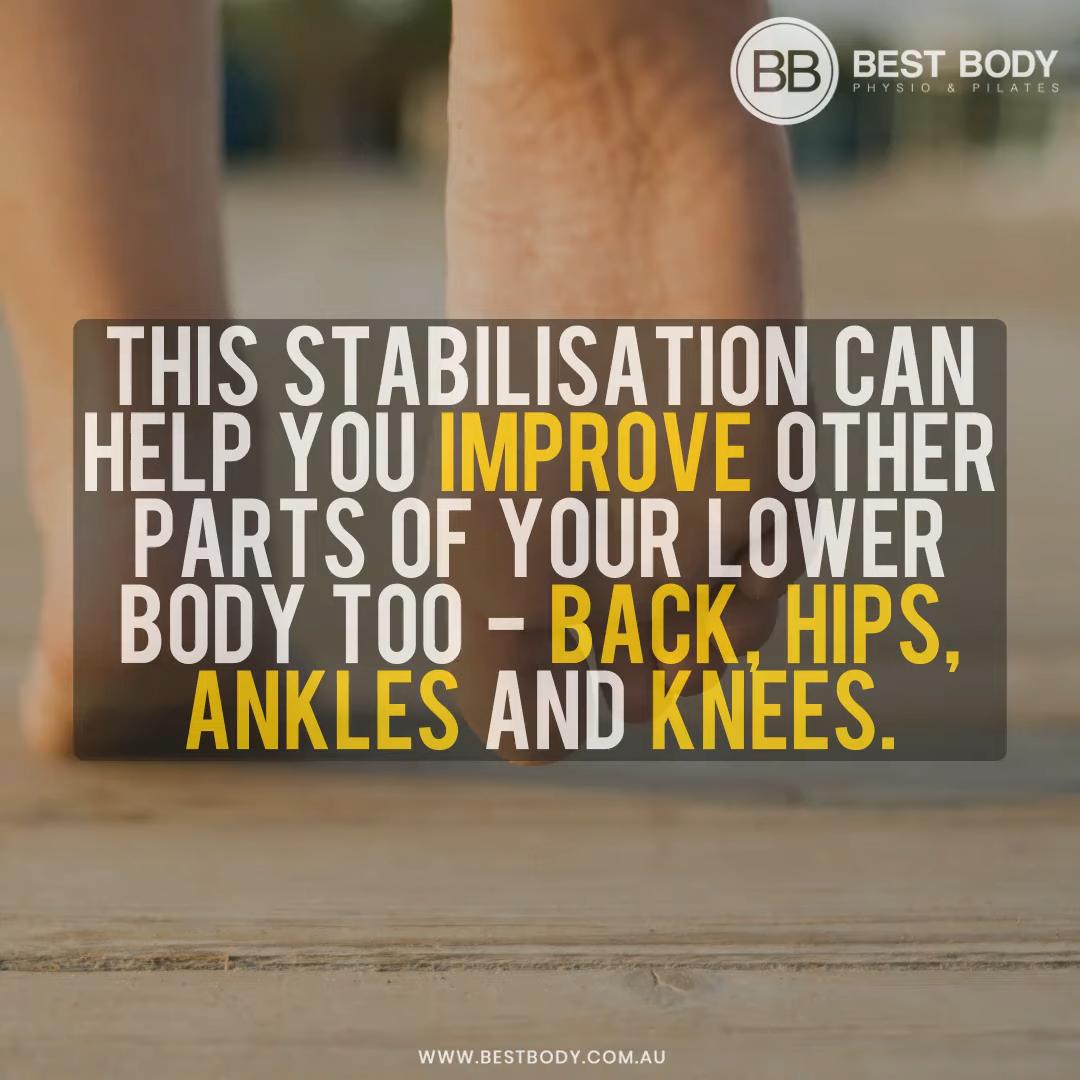 BB
BEST BODY
PHYSIO & PILATES
THIS STABILISATION CAN
HELP YOU IMPROVE OTHER
PARTS OF YOUR LOWER
BODY TOO – BACK, HIPS,
ANKLES AND KNEES.
WWW.BESTBODY.COM.AU